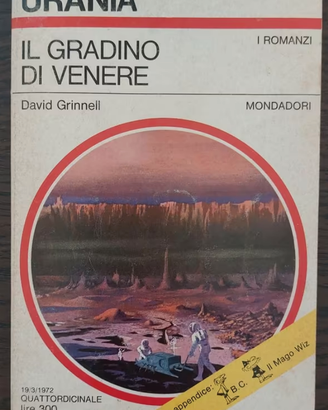 URANIA
I ROMANZI
IL GRADINO
DI VENERE
David Grinnell
MONDADORI
19/3/1972
QUATTORDICINALE
lire 300
appendice:
B.C.
Il Mago Wiz